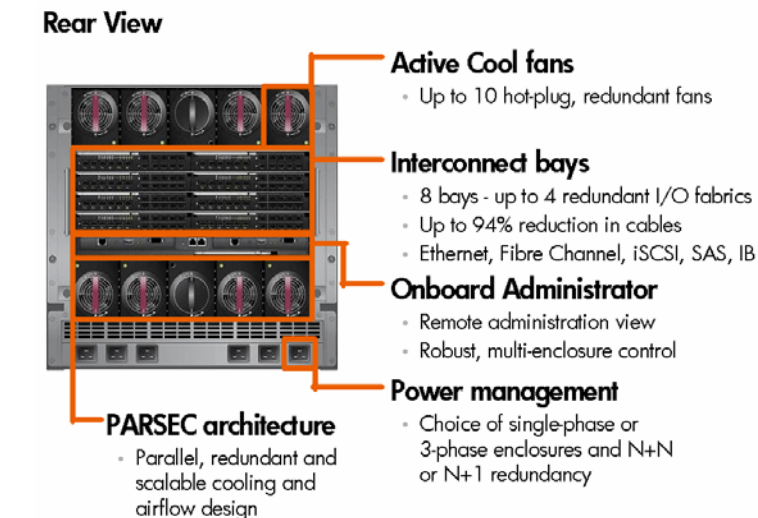 Rear View
Active Cool fans
Up to 10 hot-plug, redundant fans
Interconnect bays
8 bays - up to 4 redundant I/O fabrics
Up to 94% reduction in cables
Ethernet, Fibre Channel, iSCSI, SAS, IB
Onboard Administrator
Remote administration view
Robust, multi-enclosure control
Power management
Choice of single-phase or
3-phase enclosures and N+N
or N+1 redundancy
PARSEC architecture
Parallel, redundant and
scalable cooling and
airflow design